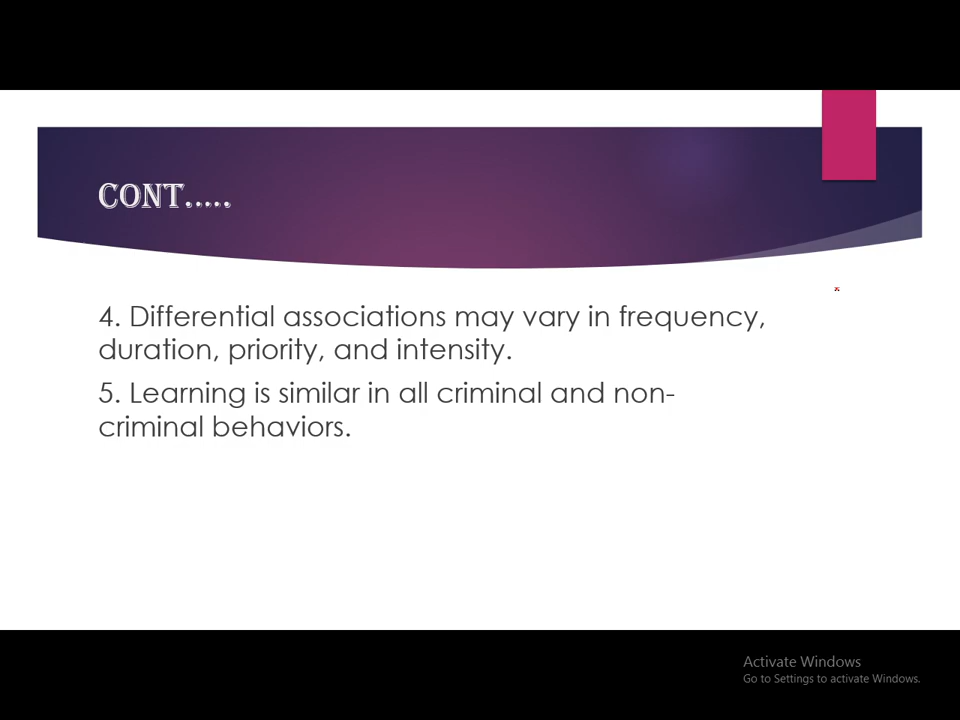 CONT.....
4. Differential associations may vary in frequency,
duration, priority, and intensity.
5. Learning is similar in all criminal and non-
criminal behaviors.
Activate Windows
Go to Settings to activate Windows.